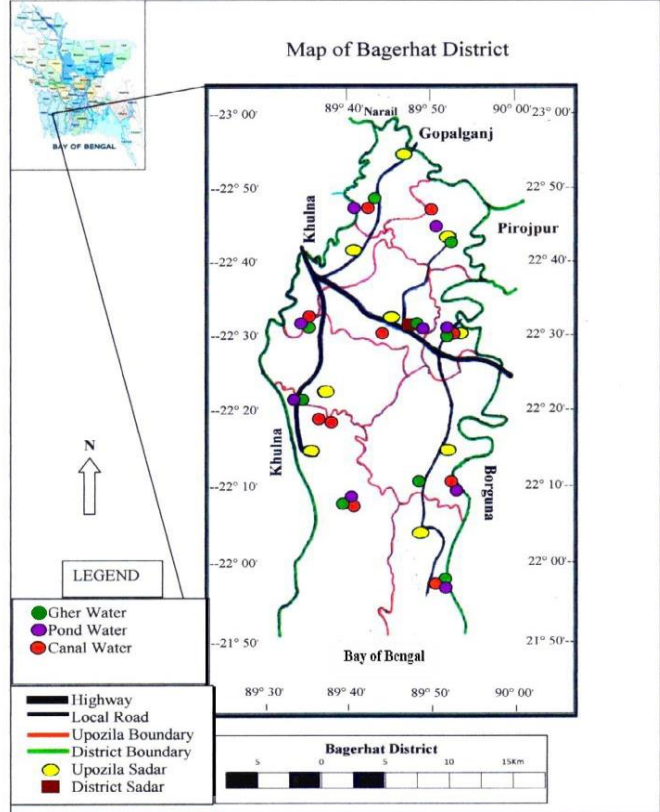 BAY OF BENGAL
Map of Bagerhat District
89° 40' 89° 50' 90° 00'
--23° 00' 23° 00'--
Narail
Gopalganj
--22° 50' 22° 50'--
Khulna
Pirojpur
--22° 40' 22° 40'--
--22° 30' 22° 30'--
--22° 20' 22° 20'--
Khulna
N
Borguna
--22° 10' 22° 10'--
--22° 00' 22° 00'--
--21° 50' 21° 50'--
Bay of Bengal
89° 30' 89° 40' 89° 50' 90° 00'
LEGEND
Gher Water
Pond Water
Canal Water
Highway
Local Road
Upozila Boundary
District Boundary
Upozila Sadar
District Sadar
Bagerhat District
5 0 5 10 15Km